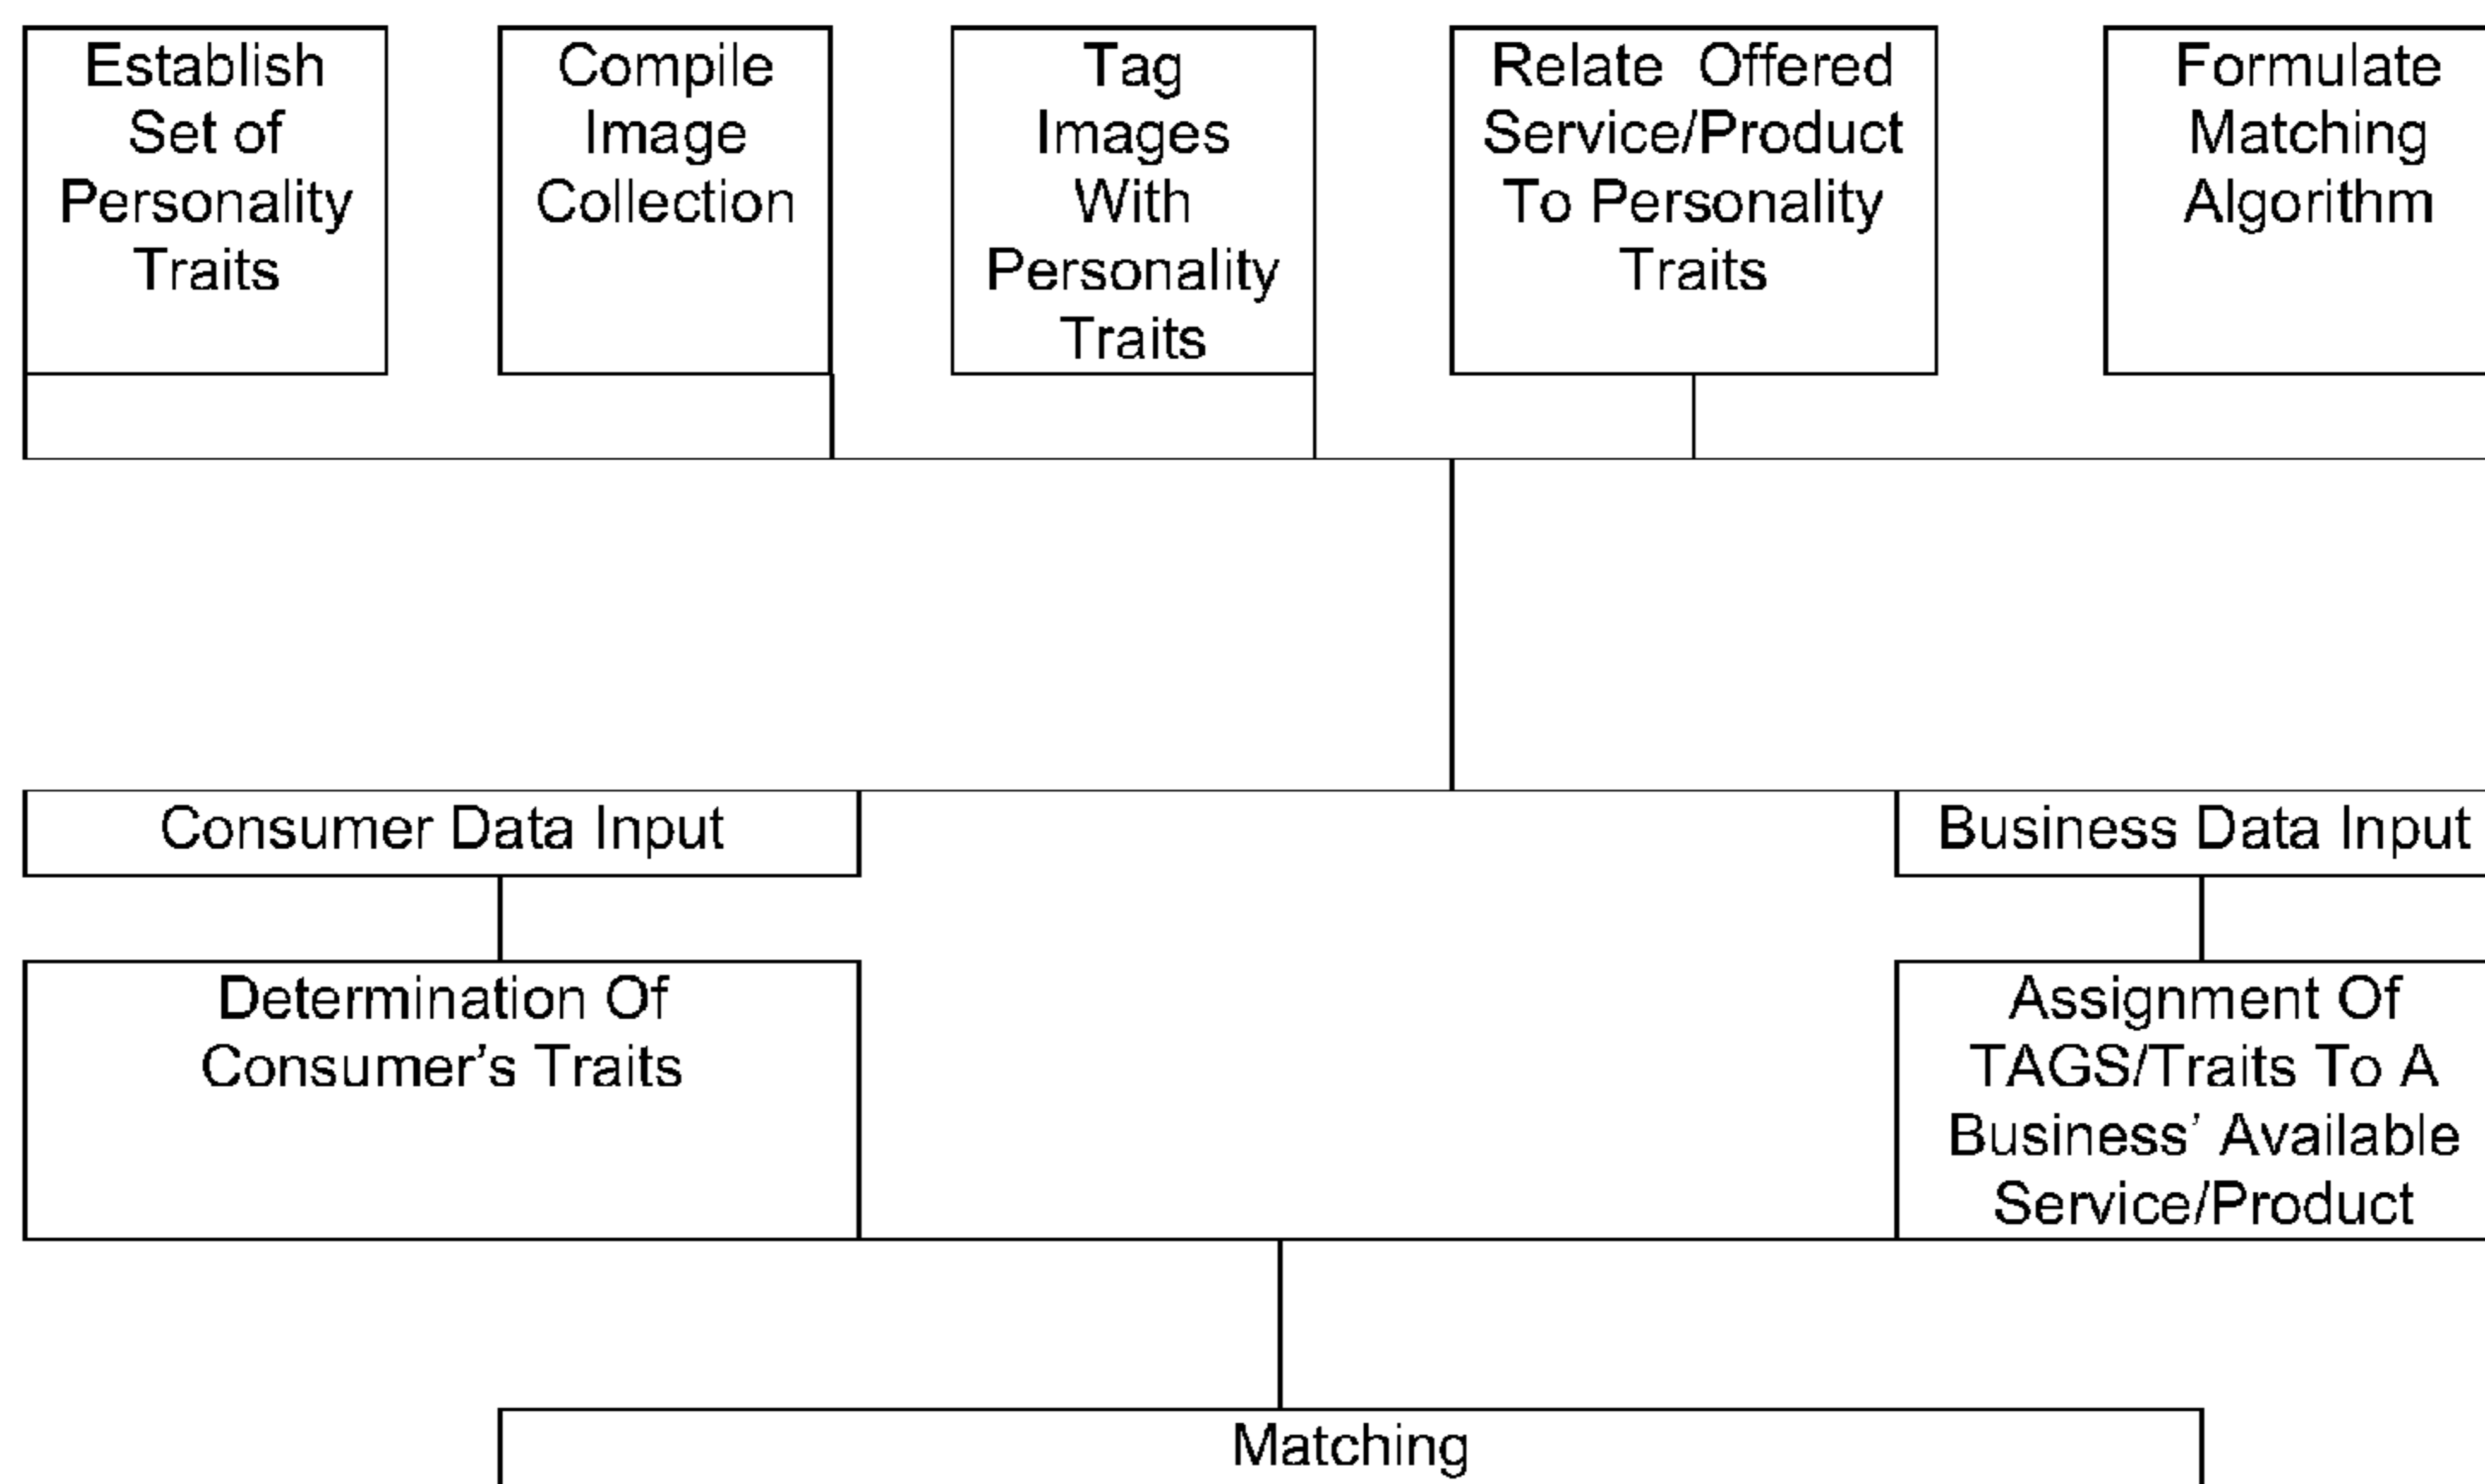 Establish
Set of
Personality
Traits
Compile
Image
Collection
Tag
Images
With
Personality
Traits
Relate Offered
Service/Product
To Personality
Traits
Formulate
Matching
Algorithm
Consumer Data Input
Business Data Input
Determination Of
Consumer’s Traits
Assignment Of
TAGS/Traits To A
Business’ Available
Service/Product
Matching